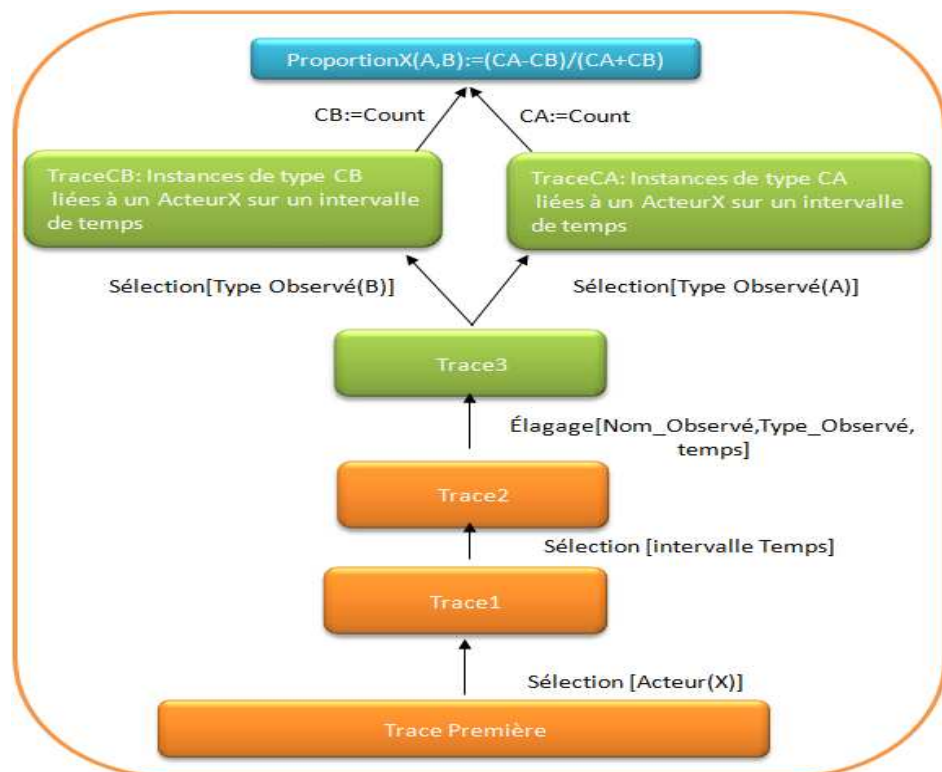 ProportionX(A,B):=(CA-CB)/(CA+CB)
CB:=Count
CA:=Count
TraceCB: Instances de type CB
liées à un ActeurX sur un intervalle
de temps
TraceCA: Instances de type CA
liées à un ActeurX sur un intervalle
de temps
Sélection[Type Observé(B)]
Sélection[Type Observé(A)]
Trace3
Élagage[Nom_Observé,Type_Observé,
temps]
Trace2
Sélection [intervalle Temps]
Trace1
Sélection [Acteur(X)]
Trace Première